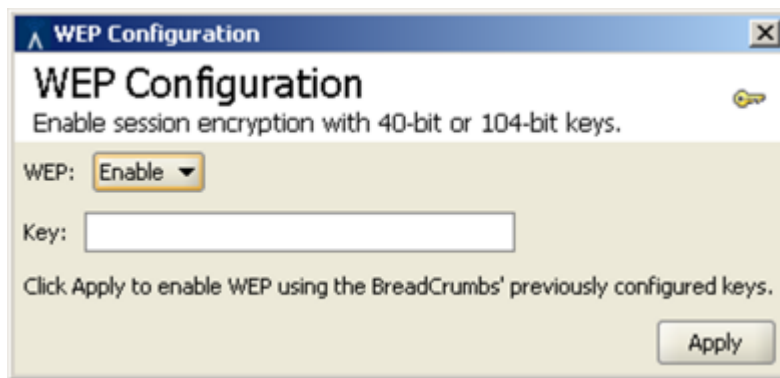 WEP Configuration
WEP Configuration
Enable session encryption with 40-bit or 104-bit keys.
WEP: Enable
Key:
Click Apply to enable WEP using the BreadCrumbs' previously configured keys.
Apply